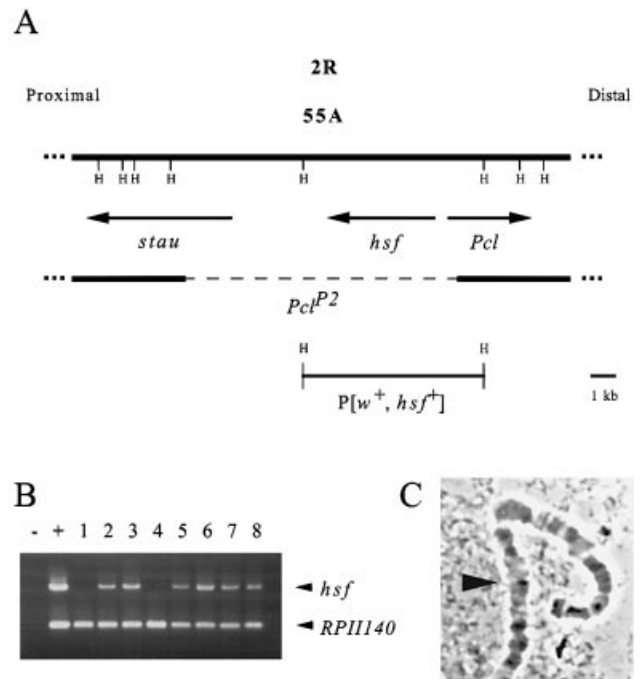 A
2R
Proximal Distal
55A
H H H H H H H H
stau hsf Pcl
Pcl^P2
H H
P[w^+, hsf^+] 1 kb
B C
- + 1 2 3 4 5 6 7 8
hsf
RPII140